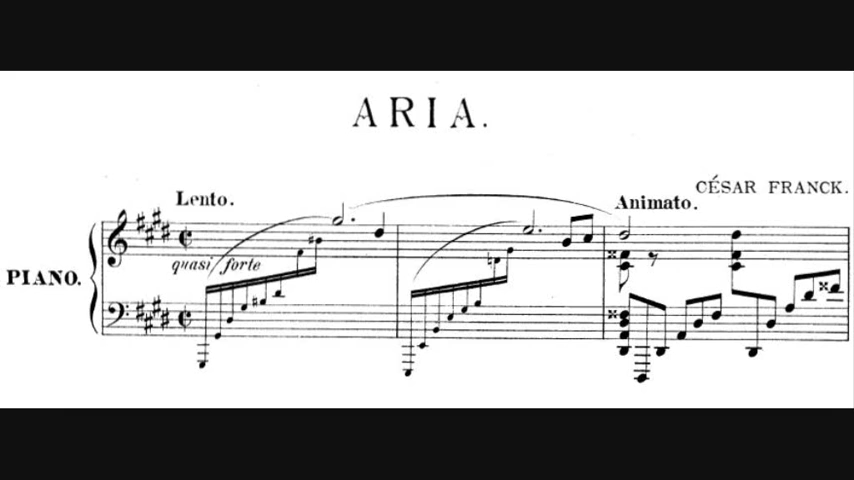 ARIA.
CÉSAR FRANCK.
Lento.
Animato.
quasi forte
PIANO.